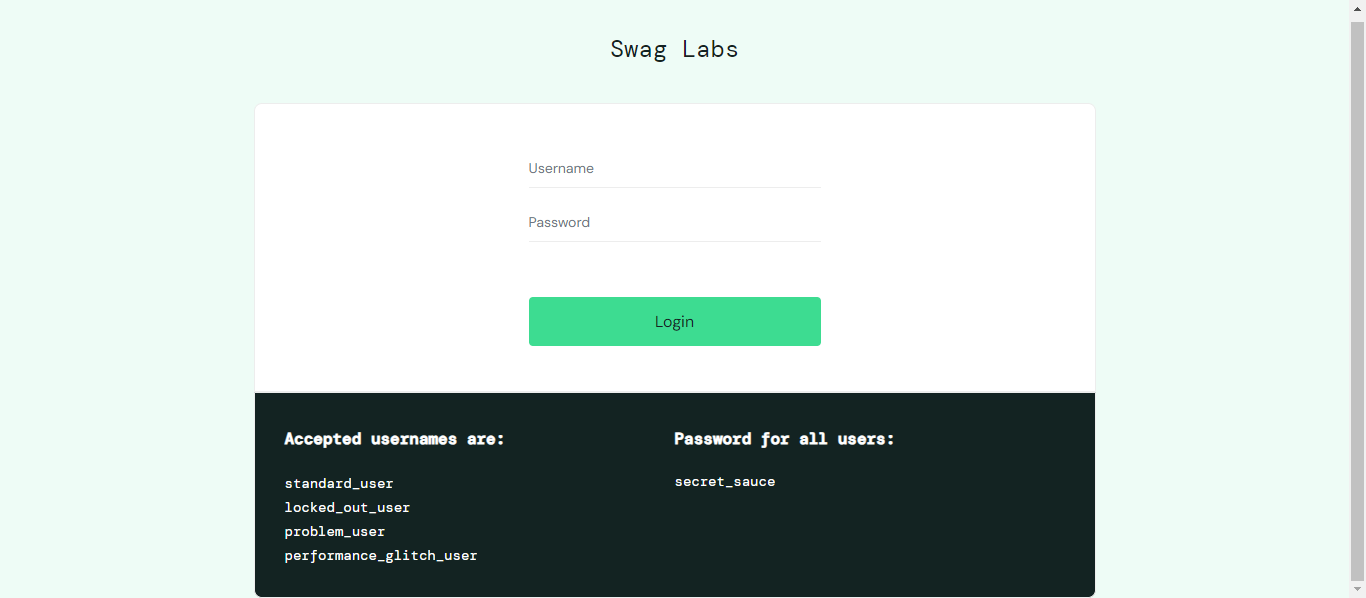 Swag Labs
Username
Password
Login
Accepted usernames are:
standard_user
locked_out_user
problem_user
performance_glitch_user
Password for all users:
secret_sauce